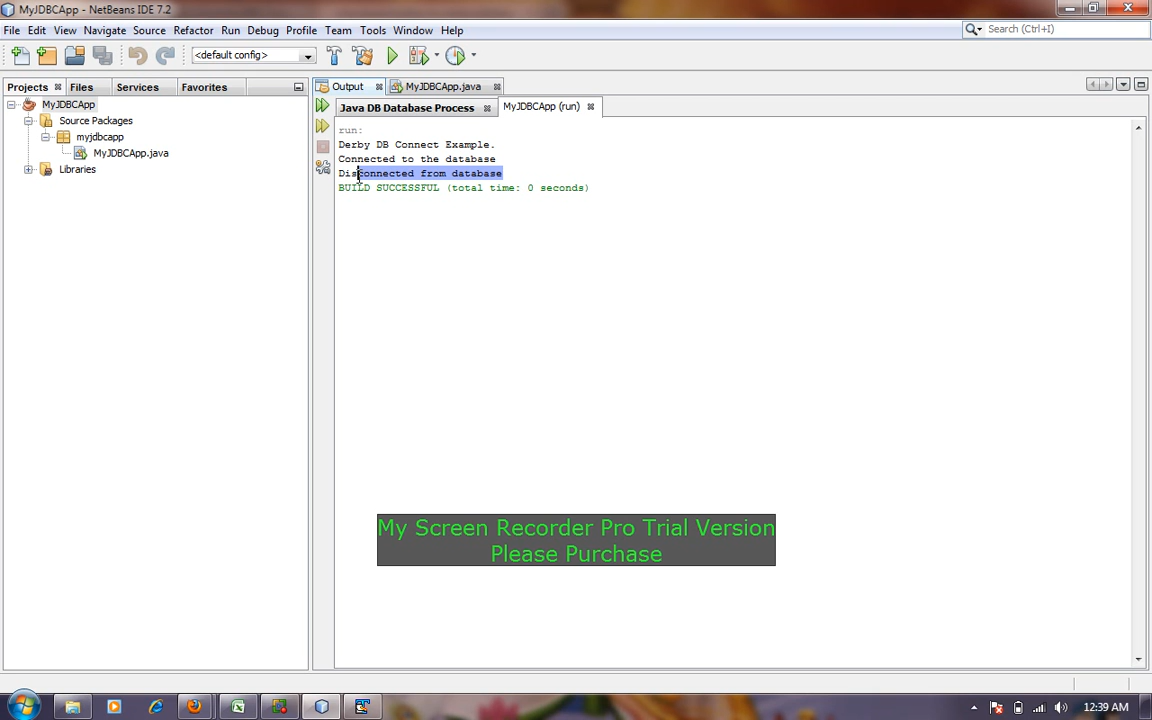 MyJDBCApp - NetBeans IDE 7.2
File Edit View Navigate Source Refactor Run Debug Profile Team Tools Window Help
Search (Ctrl+I)
<default config>
Projects Files Services Favorites
Output MyJDBCApp.java
MyJDBCApp
Java DB Database Process MyJDBCApp (run)
Source Packages
myjdbcapp
MyJDBCApp.java
Libraries
run:
Derby DB Connect Example.
Connected to the database
Disconnected from database
BUILD SUCCESSFUL (total time: 0 seconds)
My Screen Recorder Pro Trial Version
Please Purchase
12:39 AM